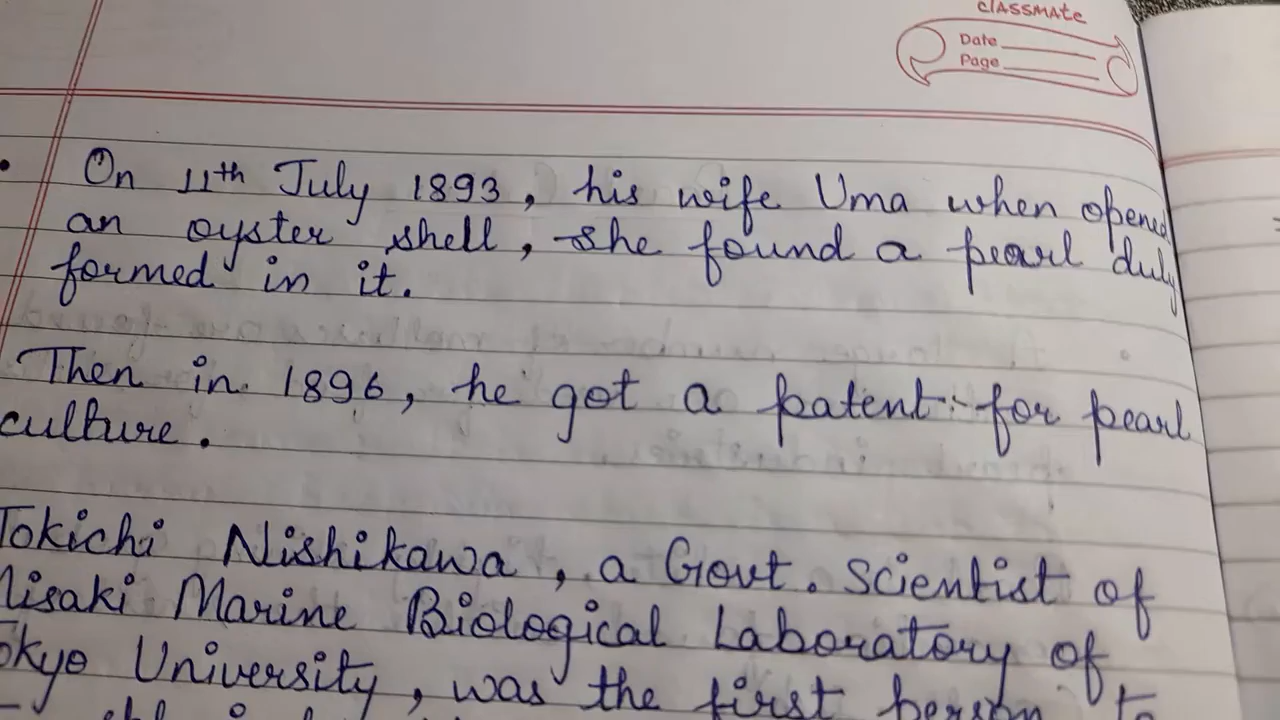 classmate
Date
Page
On 11th July 1893, his wife Uma when opened
an oyster shell, she found a pearl duly
formed in it.
Then in 1896, he got a patent for pearl
culture.
Tokichi Nishikawa, a Govt. Scientist of
Misaki Marine Biological Laboratory of
Tokyo University, was the first person to